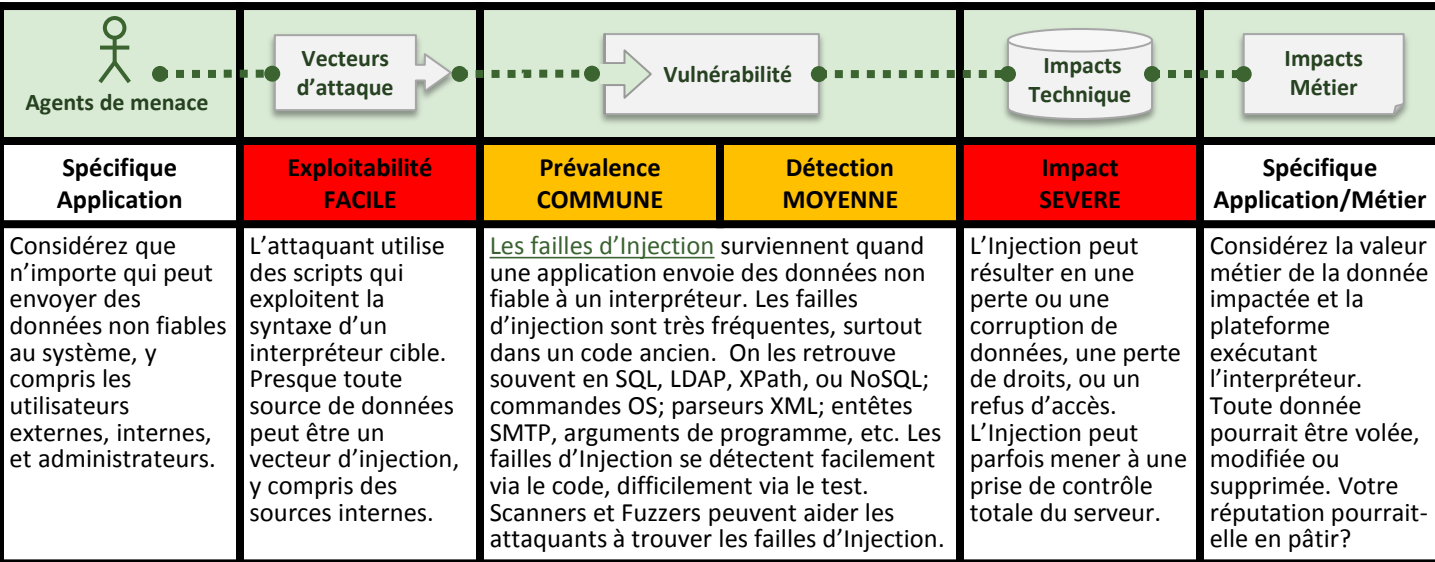 Agents de menace
Vecteurs
d’attaque
Vulnérabilité
Impacts
Technique
Impacts
Métier
Spécifique
Application
Exploitabilité
FACILE
Prévalence
COMMUNE
Détection
MOYENNE
Impact
SEVERE
Spécifique
Application/Métier
Considérez que
n’importe qui peut
envoyer des
données non fiables
au système, y
compris les
utilisateurs
externes, internes,
et administrateurs.
L’attaquant utilise
des scripts qui
exploitent la
syntaxe d’un
interpréteur cible.
Presque toute
source de données
peut être un
vecteur d’injection,
y compris des
sources internes.
Les failles d’Injection surviennent quand
une application envoie des données non
fiable à un interpréteur. Les failles
d’injection sont très fréquentes, surtout
dans un code ancien.  On les retrouve
souvent en SQL, LDAP, XPath, ou NoSQL;
commandes OS; parseurs XML; entêtes
SMTP, arguments de programme, etc. Les
failles d’Injection se détectent facilement
via le code, difficilement via le test.
Scanners et Fuzzers peuvent aider les
attaquants à trouver les failles d’Injection.
L’Injection peut
résulter en une
perte ou une
corruption de
données, une perte
de droits, ou un
refus d’accès.
L’Injection peut
parfois mener à une
prise de contrôle
totale du serveur.
Considérez la valeur
métier de la donnée
impactée et la
plateforme
exécutant
l’interpréteur.
Toute donnée
pourrait être volée,
modifiée ou
supprimée. Votre
réputation pourrait-
elle en pâtir?